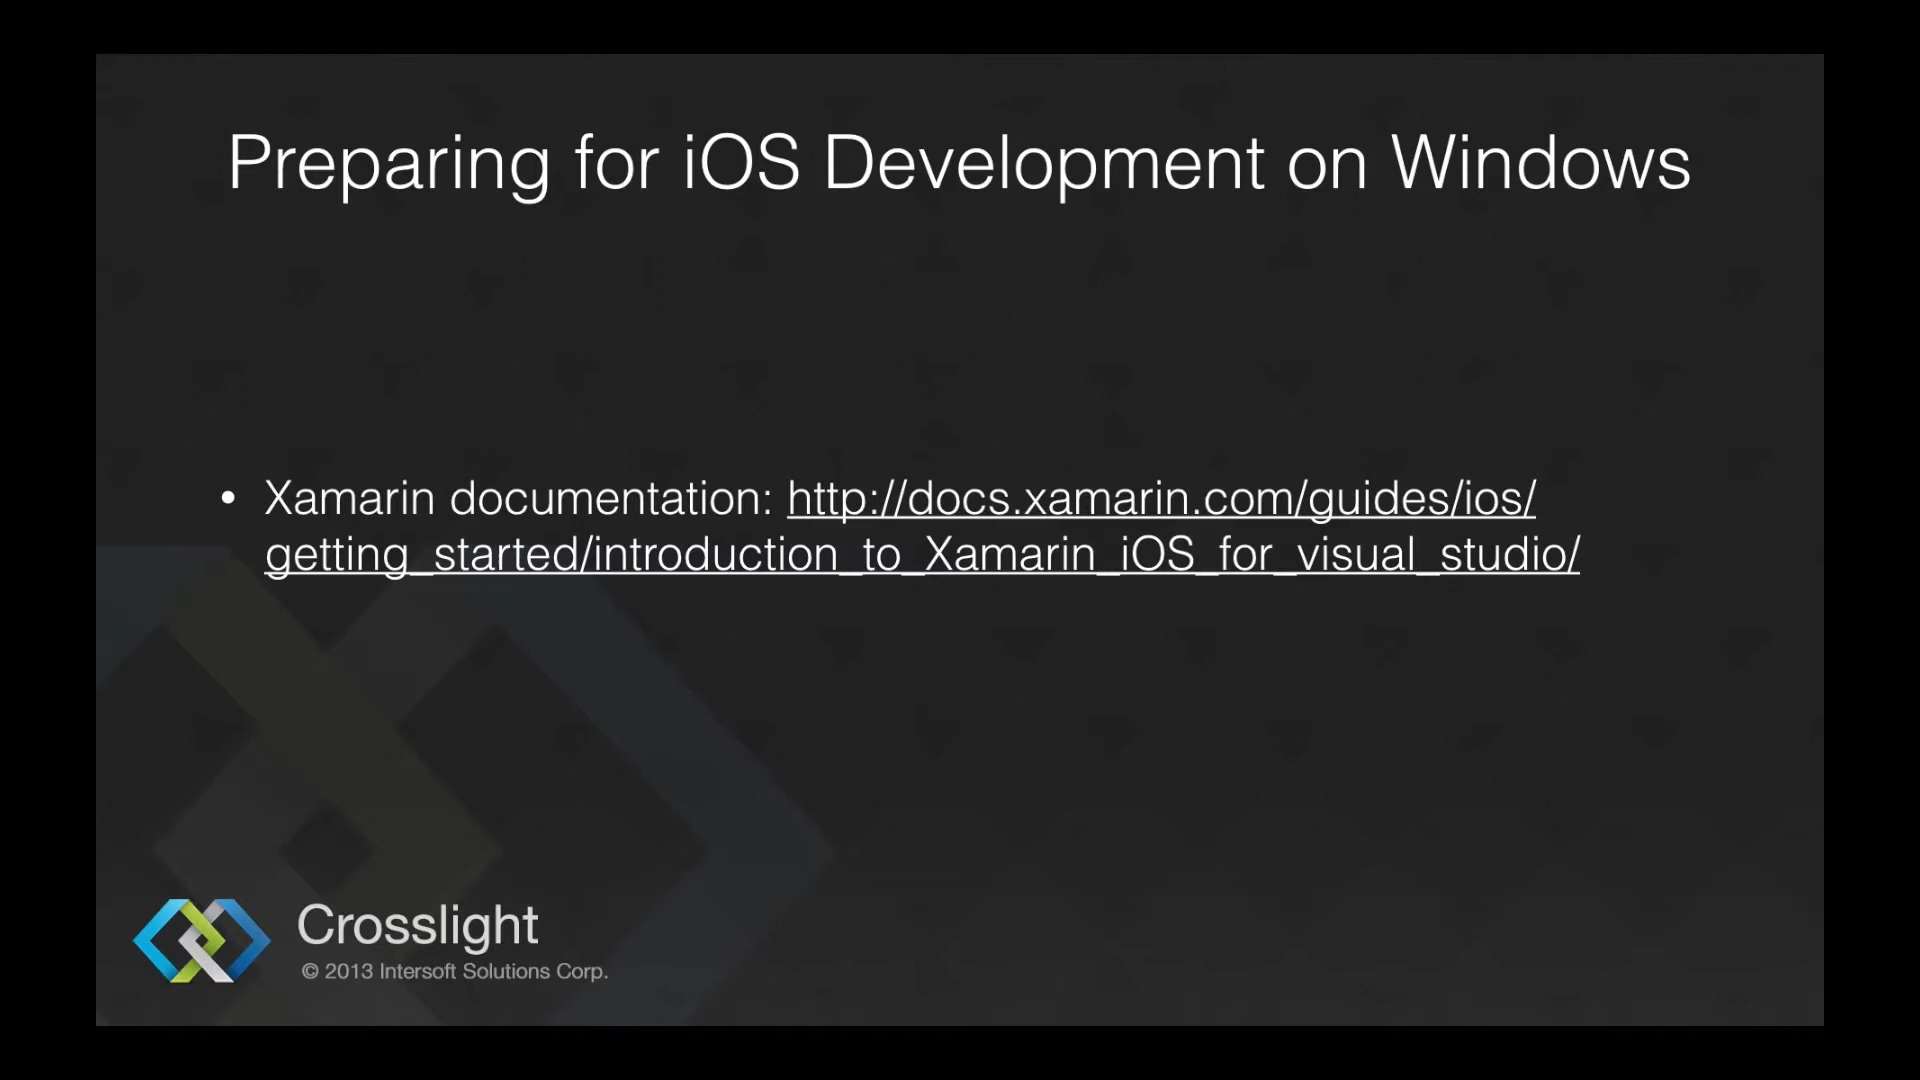 Preparing for iOS Development on Windows
• Xamarin documentation: http://docs.xamarin.com/guides/ios/
getting_started/introduction_to_Xamarin_iOS_for_visual_studio/
Crosslight
© 2013 Intersoft Solutions Corp.